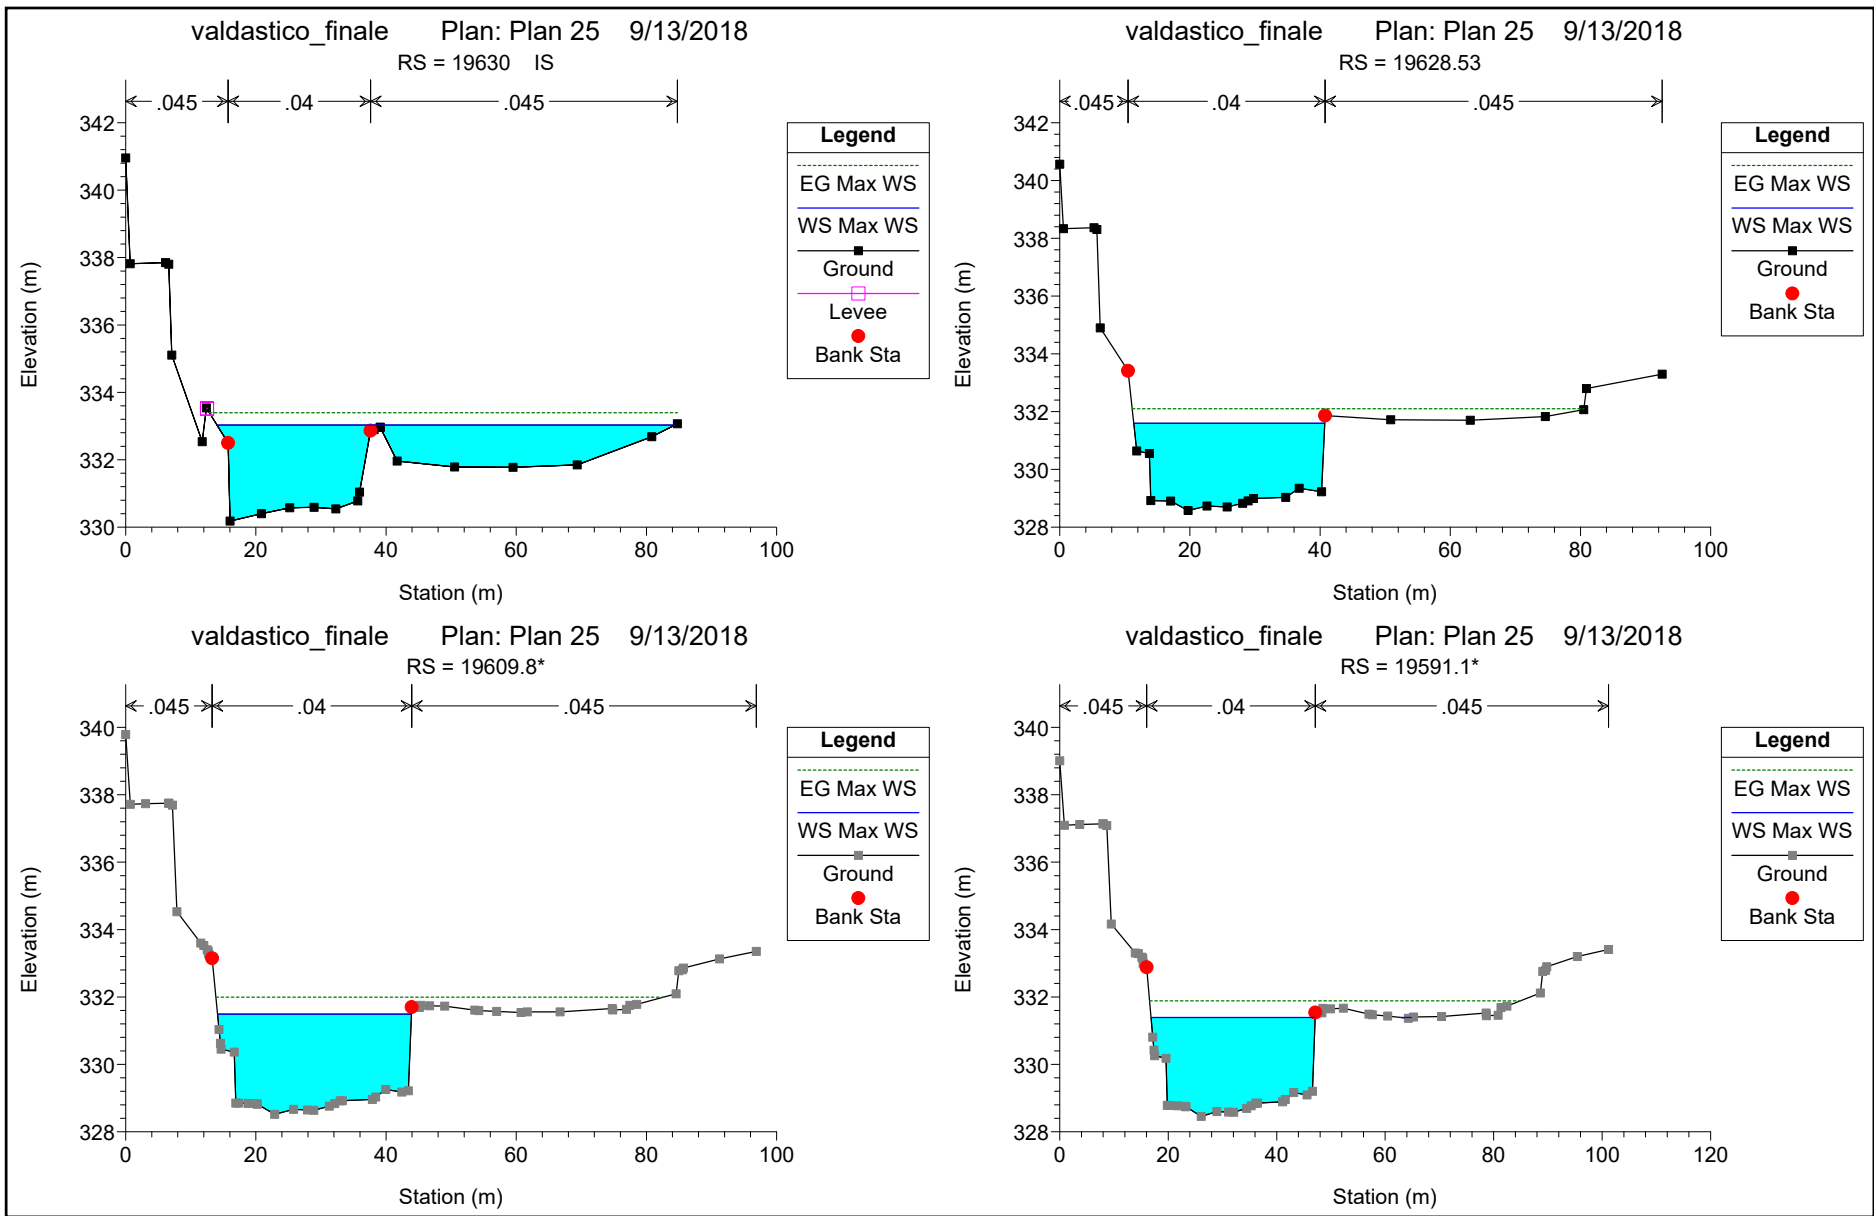 valdastico_finale Plan: Plan 25 9/13/2018
RS = 19630 IS
.045 .04 .045
342
340
338
336
334
332
330
0 20 40 60 80 100
Elevation (m)
Station (m)
Legend
EG Max WS
WS Max WS
Ground
Levee
Bank Sta
valdastico_finale Plan: Plan 25 9/13/2018
RS = 19628.53
.045 .04 .045
342
340
338
336
334
332
330
328
0 20 40 60 80 100
Elevation (m)
Station (m)
Legend
EG Max WS
WS Max WS
Ground
Bank Sta
valdastico_finale Plan: Plan 25 9/13/2018
RS = 19609.8*
.045 .04 .045
340
338
336
334
332
330
328
0 20 40 60 80 100
Elevation (m)
Station (m)
Legend
EG Max WS
WS Max WS
Ground
Bank Sta
valdastico_finale Plan: Plan 25 9/13/2018
RS = 19591.1*
.045 .04 .045
340
338
336
334
332
330
328
0 20 40 60 80 100 120
Elevation (m)
Station (m)
Legend
EG Max WS
WS Max WS
Ground
Bank Sta